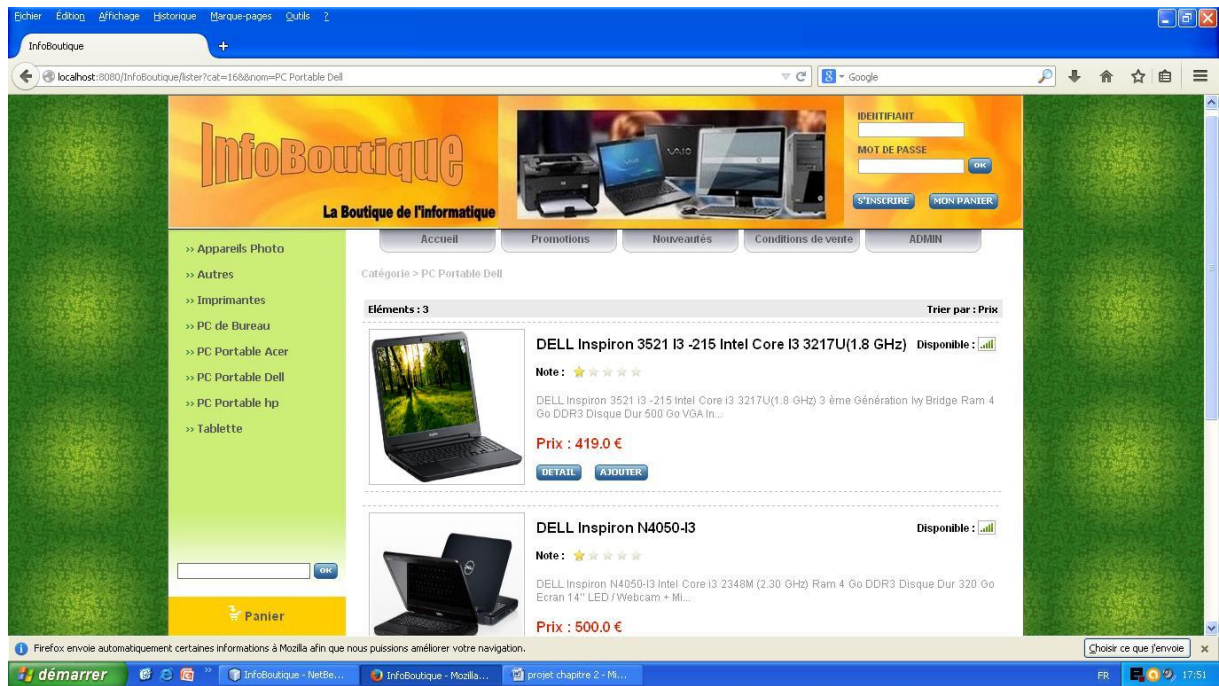 Fichier Édition Affichage Historique Marque-pages Outils ?
InfoBoutique
localhost:8080/InfoBoutique/lister?cat=16&&nom=PC Portable Dell
Google
InfoBoutique
La Boutique de l'informatique
IDENTIFIANT
MOT DE PASSE
OK
S'INSCRIRE MON PANIER
Accueil Promotions Nouveautés Conditions de vente ADMIN
>> Appareils Photo
>> Autres
>> Imprimantes
>> PC de Bureau
>> PC Portable Acer
>> PC Portable Dell
>> PC Portable hp
>> Tablette
OK
Panier
Catégorie > PC Portable Dell
Eléments : 3 Trier par : Prix
DELL Inspiron 3521 I3 -215 Intel Core I3 3217U(1.8 GHz) Disponible :
Note :
DELL Inspiron 3521 i3 -215 Intel Core i3 3217U(1.8 GHz) 3 ème Génération Ivy Bridge Ram 4
Go DDR3 Disque Dur 500 Go VGA In...
Prix : 419.0 €
DETAIL AJOUTER
DELL Inspiron N4050-I3 Disponible :
Note :
DELL Inspiron N4050-I3 Intel Core i3 2348M (2.30 GHz) Ram 4 Go DDR3 Disque Dur 320 Go
Ecran 14" LED / Webcam + Mi...
Prix : 500.0 €
Firefox envoie automatiquement certaines informations à Mozilla afin que nous puissions améliorer votre navigation. Choisir ce que j'envoie
démarrer InfoBoutique - NetBe... InfoBoutique - Mozilla... projet chapitre 2 - Mi... FR 17:51